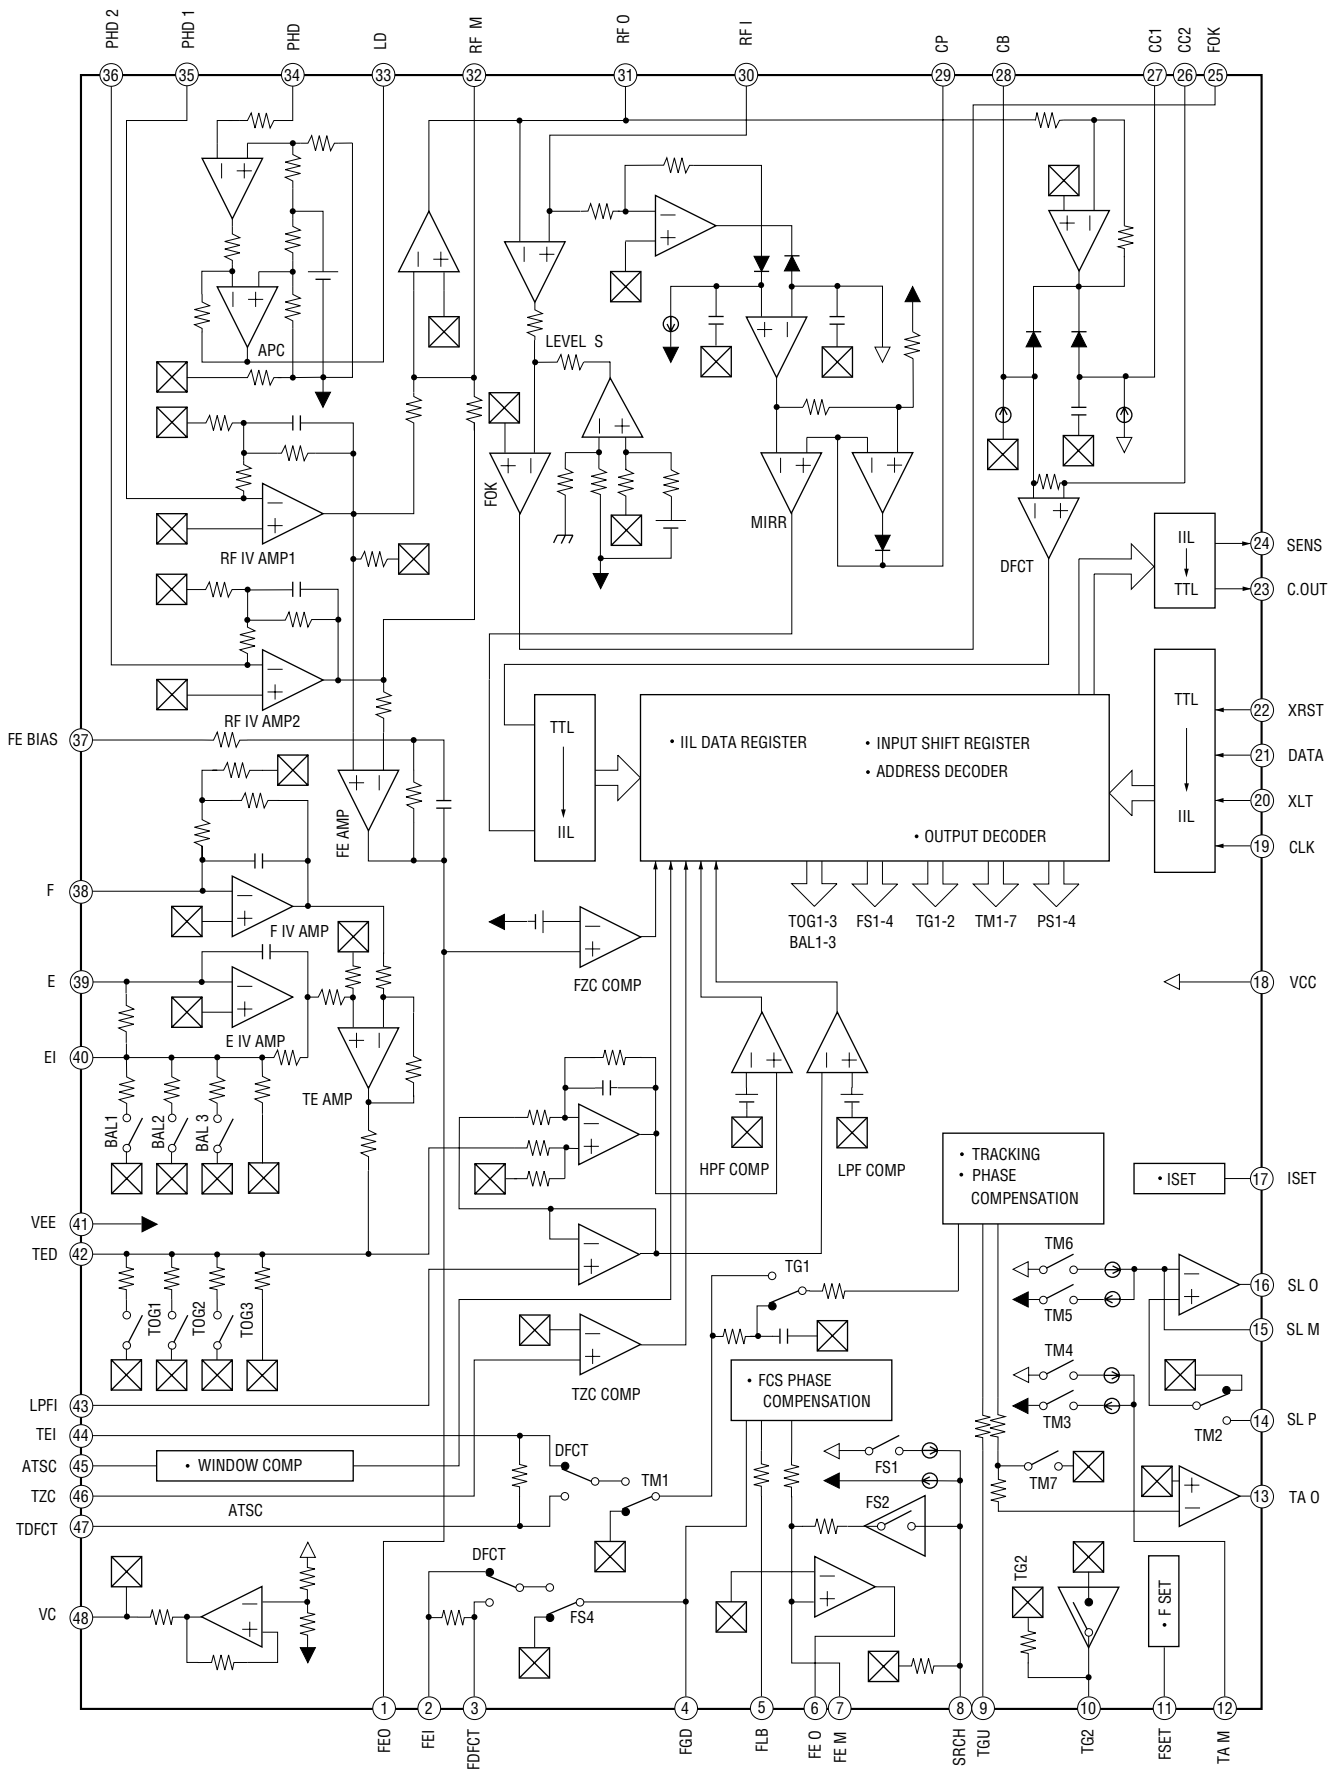 PHD 2
PHD 1
PHD
LD
RF M
RF O
RF I
CP
CB
CC1
CC2
FOK
36
35
34
33
32
31
30
29
28
27
26
25
APC
LEVEL S
FOK
MIRR
DFCT
RF IV AMP1
RF IV AMP2
IIL
TTL
24
SENS
23
C.OUT
FE BIAS
37
TTL
IIL
• IIL DATA REGISTER
• INPUT SHIFT REGISTER
• ADDRESS DECODER
• OUTPUT DECODER
TTL
IIL
22
XRST
21
DATA
20
XLT
19
CLK
FE AMP
F
38
F IV AMP
TOG1-3
BAL1-3
FS1-4
TG1-2
TM1-7
PS1-4
FZC COMP
E
39
E IV AMP
18
VCC
EI
40
TE AMP
BAL1
BAL2
BAL 3
HPF COMP
LPF COMP
• TRACKING
• PHASE
COMPENSATION
• ISET
17
ISET
VEE
41
TED
42
TOG1
TOG2
TOG3
TG1
TM6
TM5
16
SL O
15
SL M
TZC COMP
TM4
TM3
TM2
14
SL P
• FCS PHASE
COMPENSATION
LPFI
43
TEI
44
ATSC
45
• WINDOW COMP
TZC
46
ATSC
TDFCT
47
DFCT
TM1
FS1
FS2
TM7
13
TA O
VC
48
DFCT
FS4
TG2
• F SET
1
2
3
4
5
6
7
8
9
10
11
12
FEO
FEI
FDFCT
FGD
FLB
FE O
FE M
SRCH
TGU
TG2
FSET
TA M